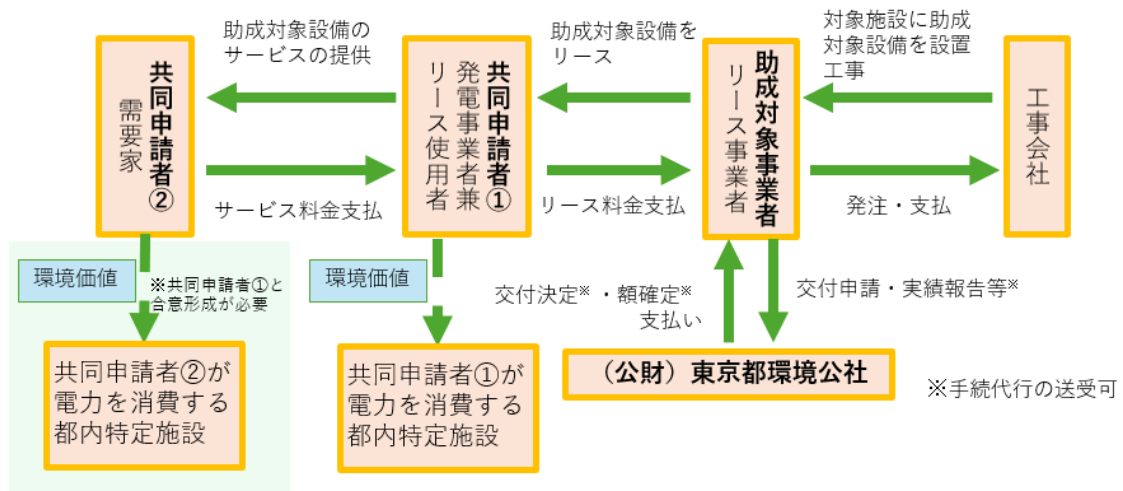 助成対象設備の
サービスの提供
助成対象設備を
リース
対象施設に助成
対象設備を設置
工事
共同申請者②
需要家
共同申請者①
発電事業者兼
リース使用者
助成対象事業者
リース事業者
工事会社
サービス料金支払
リース料金支払
発注・支払
環境価値
※共同申請者①と
合意形成が必要
環境価値
交付決定※・額確定※
支払い
交付申請・実績報告等※
共同申請者②が
電力を消費する
都内特定施設
共同申請者①が
電力を消費する
都内特定施設
（公財）東京都環境公社
※手続代行の送受可